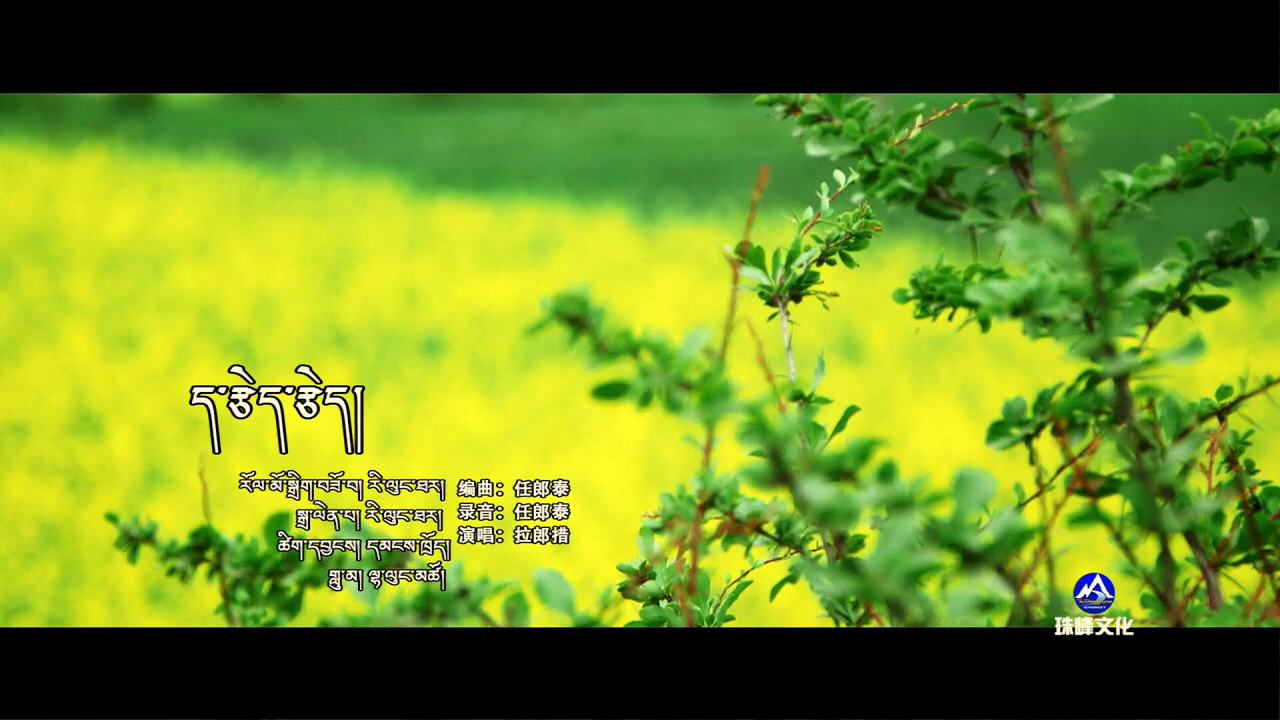 ད་རྩེད་རྩེད།
རོལ་མོ་སྒྲིག་བཟོ་བ། རི་ལུང་ཐར། 编曲：任郎泰
སྒྲ་ལེན་པ། རི་ལུང་ཐར། 录音：任郎泰
ཚིག་དབྱངས། དམངས་ཁྲོད། 演唱：拉郎措
གླུ་མ། ལྷ་ལུང་མཚོ།
珠峰文化